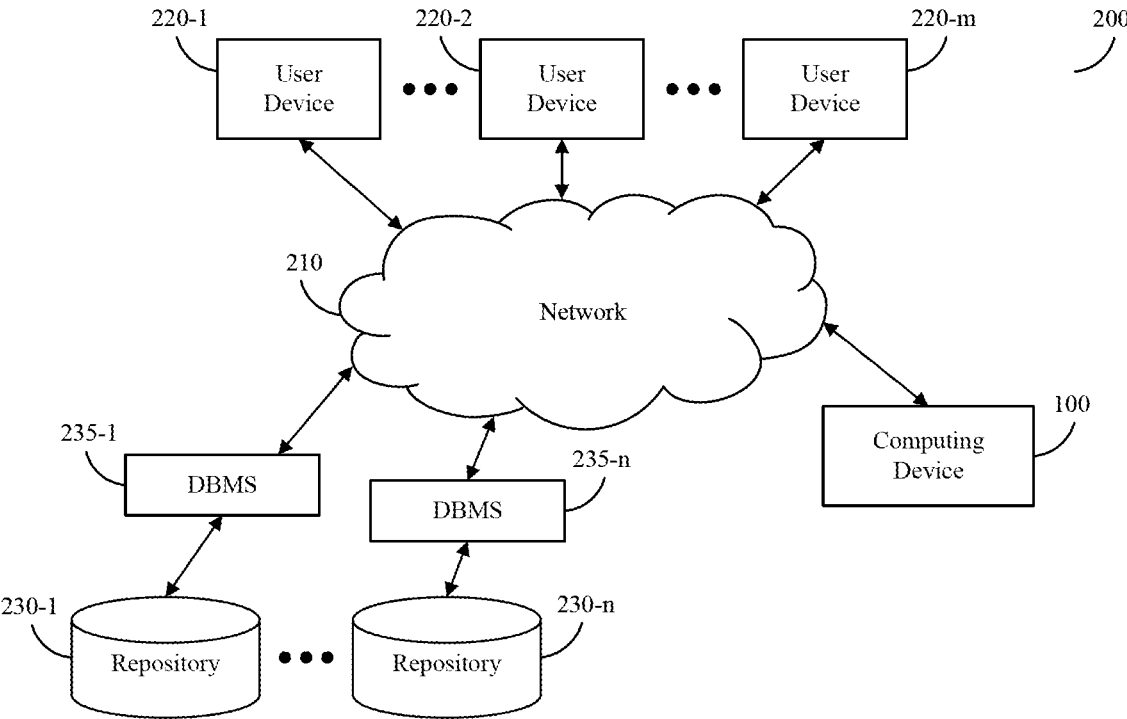 220-1
220-2
220-m
200
User
Device
User
Device
User
Device
210
Network
100
Computing
Device
235-1
DBMS
235-n
DBMS
230-1
Repository
230-n
Repository